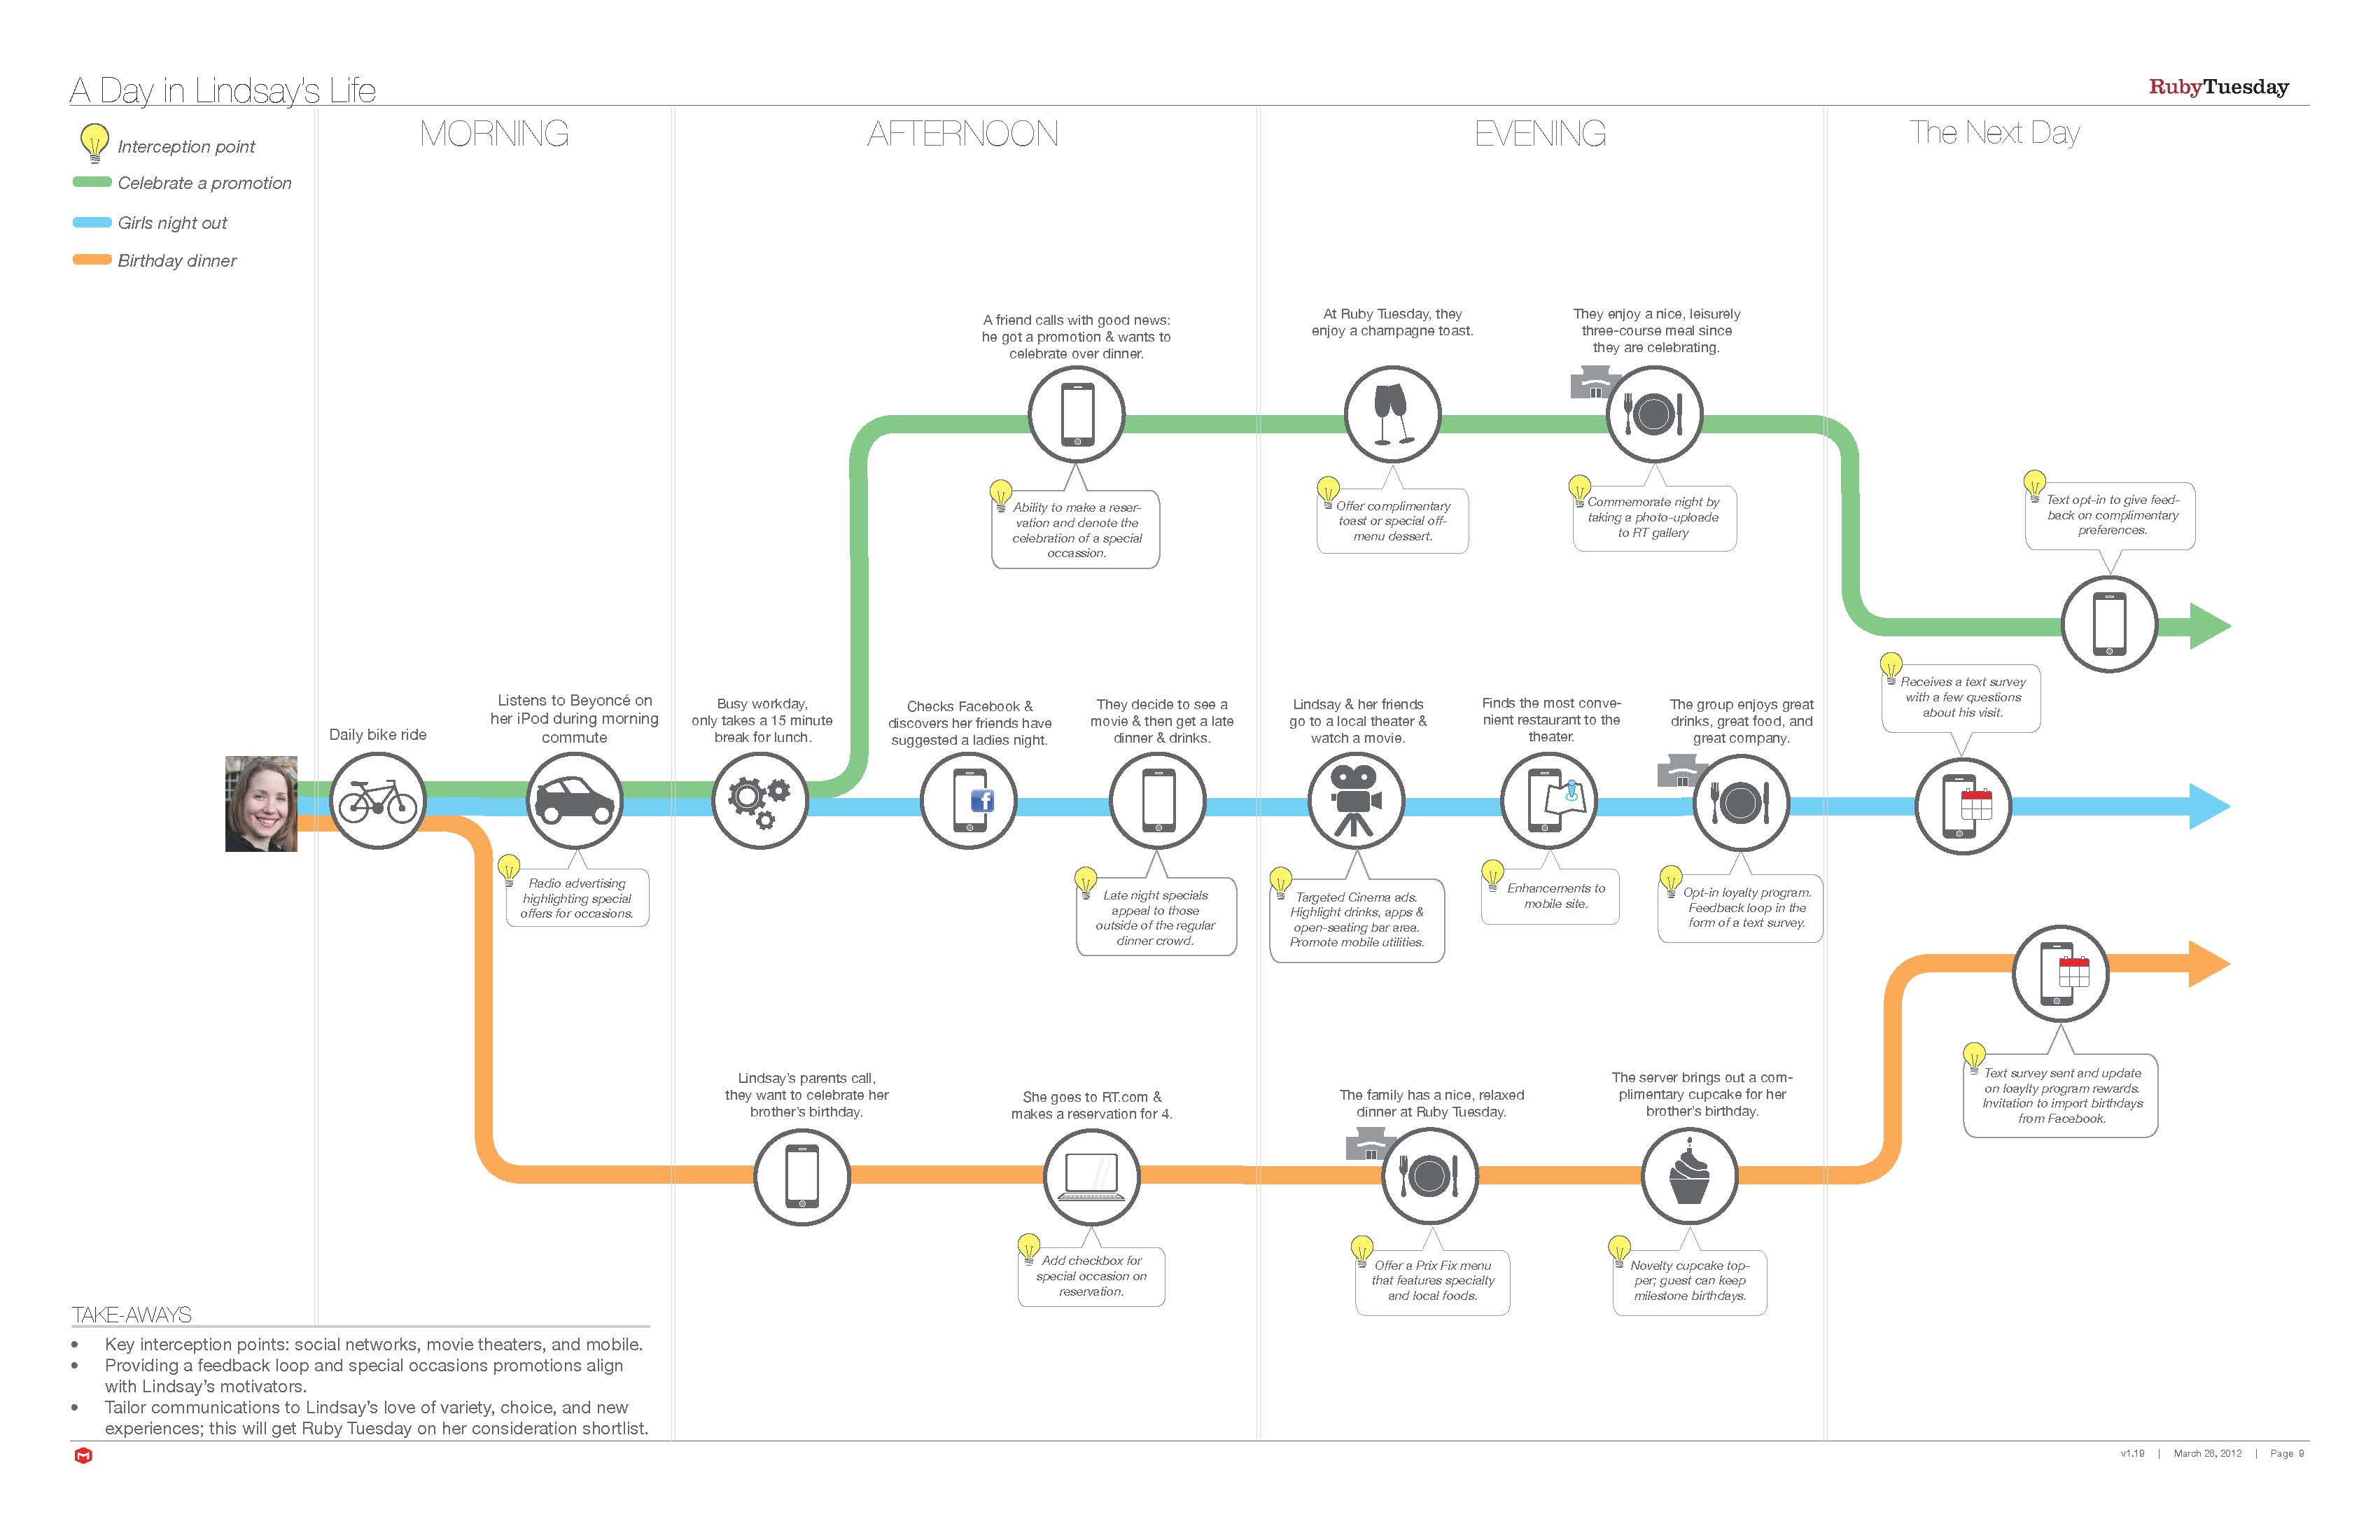 A Day in Lindsay's Life
RubyTuesday
Interception point
Celebrate a promotion
Girls night out
Birthday dinner
MORNING
AFTERNOON
EVENING
The Next Day
A friend calls with good news:
he got a promotion & wants to
celebrate over dinner.
At Ruby Tuesday, they
enjoy a champagne toast.
They enjoy a nice, leisurely
three-course meal since
they are celebrating.
Ability to make a reser-
vation and denote the
celebration of a special
occassion.
Offer complimentary
toast or special off-
menu dessert.
Commemorate night by
taking a photo-uploade
to RT gallery
Text opt-in to give feed-
back on complimentary
preferences.
Daily bike ride
Listens to Beyoncé on
her iPod during morning
commute
Busy workday,
only takes a 15 minute
break for lunch.
Checks Facebook &
discovers her friends have
suggested a ladies night.
They decide to see a
movie & then get a late
dinner & drinks.
Lindsay & her friends
go to a local theater &
watch a movie.
Finds the most conve-
nient restaurant to the
theater.
The group enjoys great
drinks, great food, and
great company.
Receives a text survey
with a few questions
about his visit.
f
Radio advertising
highlighting special
offers for occasions.
Late night specials
appeal to those
outside of the regular
dinner crowd.
Targeted Cinema ads.
Highlight drinks, apps &
open-seating bar area.
Promote mobile utilities.
Enhancements to
mobile site.
Opt-in loyalty program.
Feedback loop in the
form of a text survey.
Lindsay's parents call,
they want to celebrate her
brother's birthday.
She goes to RT.com &
makes a reservation for 4.
The family has a nice, relaxed
dinner at Ruby Tuesday.
The server brings out a com-
plimentary cupcake for her
brother's birthday.
Text survey sent and update
on loaylty program rewards.
Invitation to import birthdays
from Facebook.
Add checkbox for
special occasion on
reservation.
Offer a Prix Fix menu
that features specialty
and local foods.
Novelty cupcake top-
per; guest can keep
milestone birthdays.
TAKE-AWAYS
• Key interception points: social networks, movie theaters, and mobile.
• Providing a feedback loop and special occasions promotions align
with Lindsay's motivators.
• Tailor communications to Lindsay's love of variety, choice, and new
experiences; this will get Ruby Tuesday on her consideration shortlist.
M
v1.19 | March 28, 2012 | Page 9